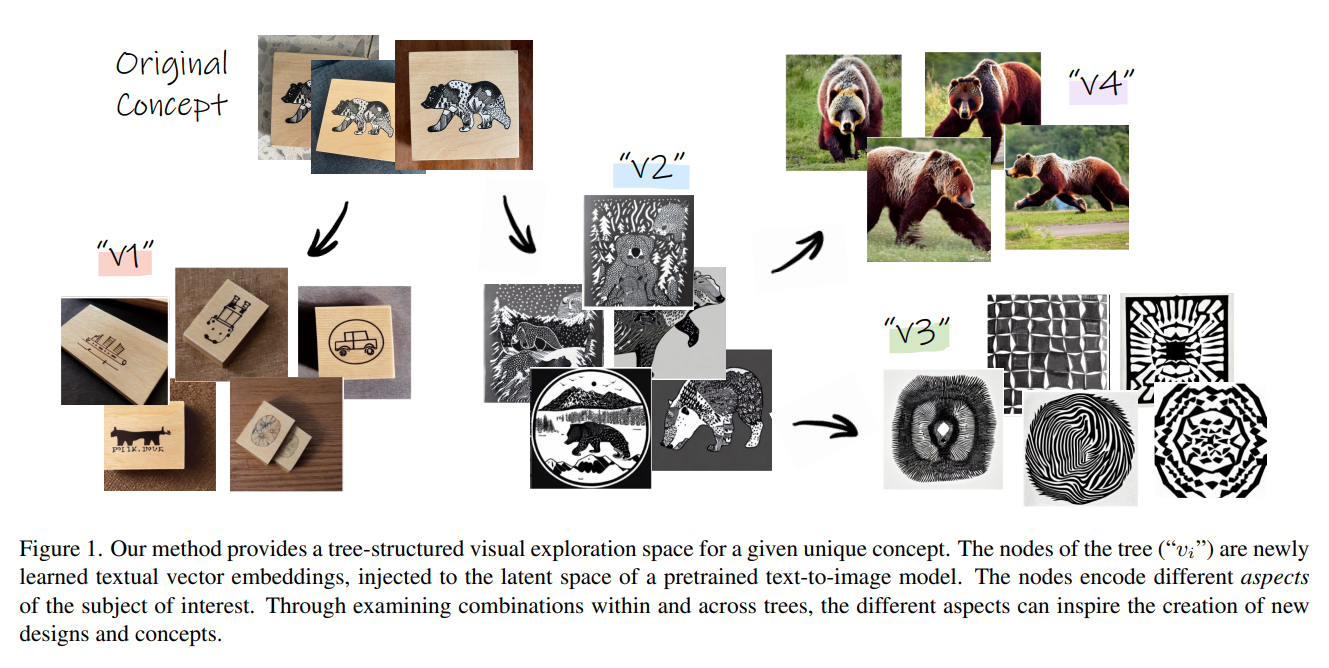 Original
Concept
"v1"
"v2"
"v4"
"v3"
Figure 1. Our method provides a tree-structured visual exploration space for a given unique concept. The nodes of the tree (“vᵢ”) are newly
learned textual vector embeddings, injected to the latent space of a pretrained text-to-image model. The nodes encode different aspects
of the subject of interest. Through examining combinations within and across trees, the different aspects can inspire the creation of new
designs and concepts.